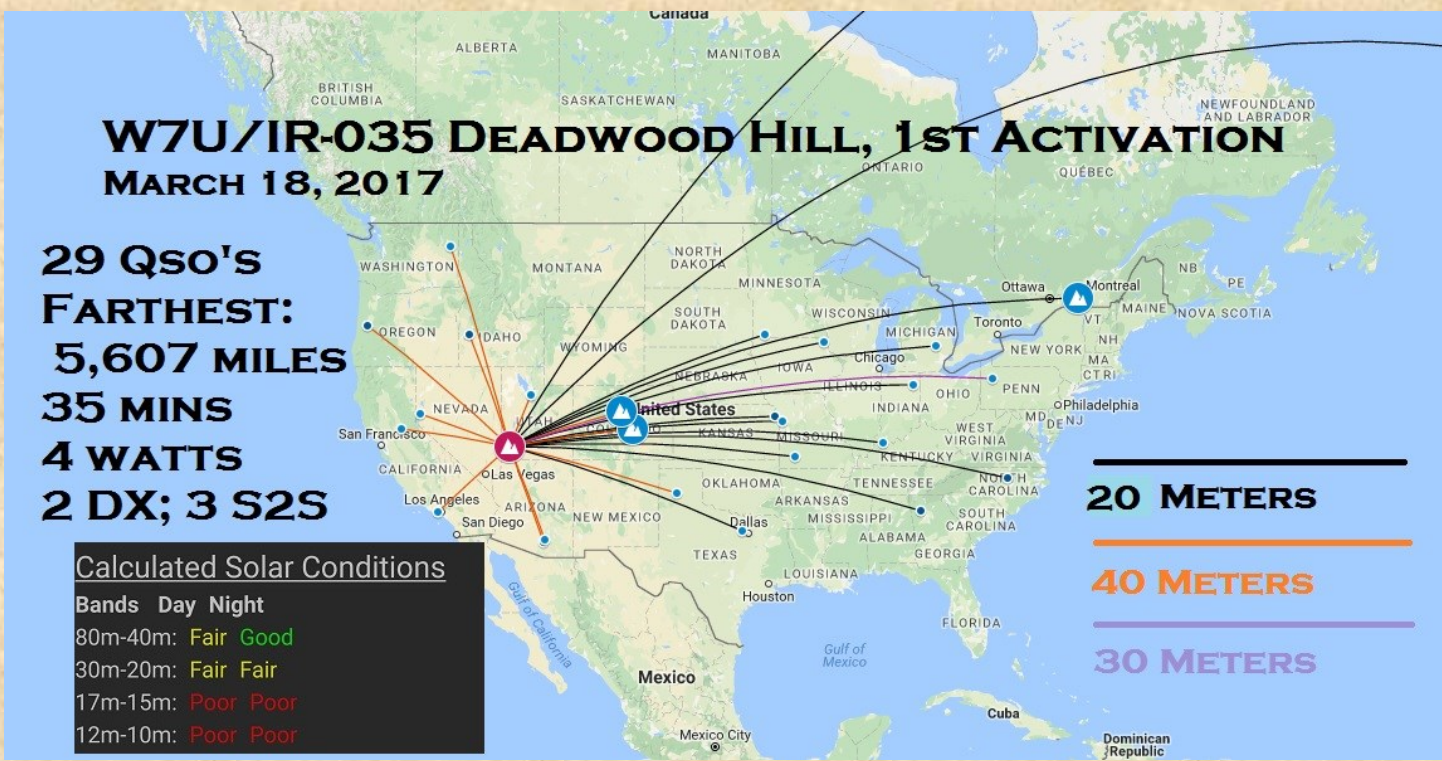 Canada
ALBERTA
MANITOBA
BRITISH
COLUMBIA
SASKATCHEWAN
NEWFOUNDLAND
AND LABRADOR
W7U/IR-035 DEADWOOD HILL, 1ST ACTIVATION
MARCH 18, 2017
ONTARIO
QUÉBEC
29 QSO'S
FARTHEST:
5,607 MILES
35 MINS
4 WATTS
2 DX; 3 S2S
WASHINGTON
MONTANA
NORTH
DAKOTA
MINNESOTA
Ottawa
Montreal
NB
PE
MAINE
NOVA SCOTIA
OREGON
IDAHO
SOUTH
DAKOTA
WISCONSIN
MICHIGAN
Toronto
VT
NH
WYOMING
NEW YORK
MA
CT RI
Chicago
IOWA
NEBRASKA
ILLINOIS
OHIO
PENN
NEVADA
UTAH
United States
INDIANA
Philadelphia
MD
DE NJ
San Francisco
KANSAS
MISSOURI
WEST
VIRGINIA
KENTUCKY
VIRGINIA
CALIFORNIA
Las Vegas
OKLAHOMA
TENNESSEE
NORTH
CAROLINA
Los Angeles
ARIZONA
NEW MEXICO
ARKANSAS
MISSISSIPPI
SOUTH
CAROLINA
San Diego
Dallas
ALABAMA
GEORGIA
TEXAS
LOUISIANA
Houston
FLORIDA
Gulf of California
Gulf of
Mexico
Mexico
Cuba
Mexico City
Dominican
Republic
20 METERS
40 METERS
30 METERS
Calculated Solar Conditions
Bands Day Night
80m-40m: Fair Good
30m-20m: Fair Fair
17m-15m: Poor Poor
12m-10m: Poor Poor